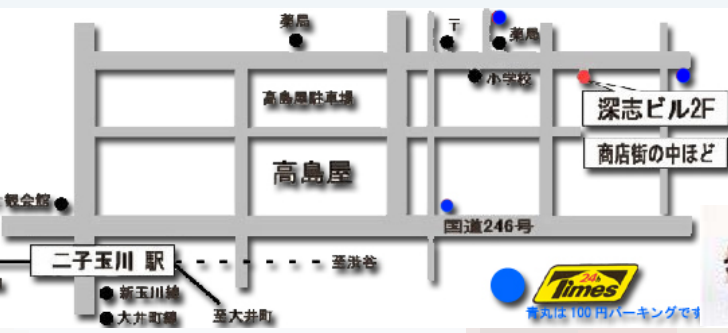 薬局
〒
薬局
小学校
高島屋駐車場
深志ビル2F
商店街の中ほど
高島屋
会館
国道246号
二子玉川 駅
至渋谷
24h
Times
新玉川線
大井町線
至大井町
青丸は100円パーキングです